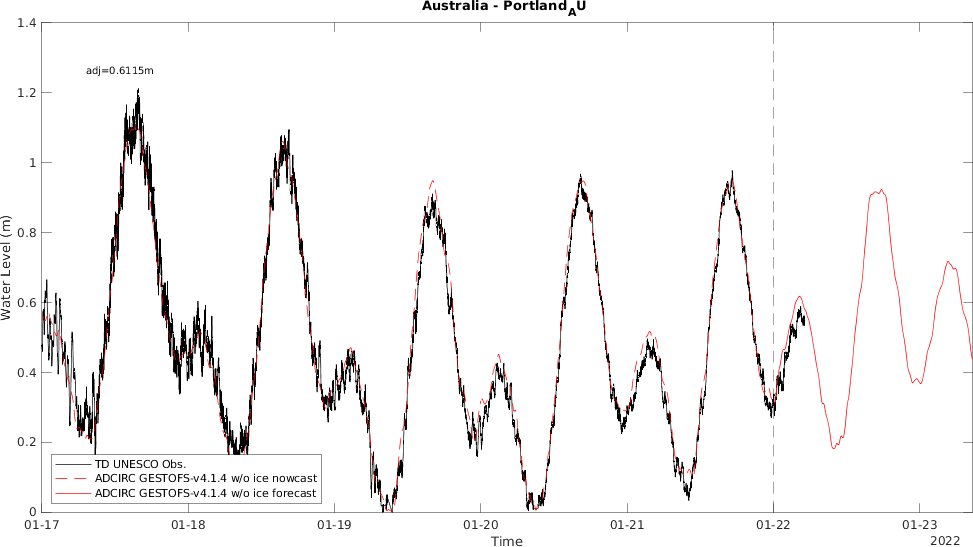 Australia - Portland_AU
1.4
1.2
1
0.8
0.6
0.4
0.2
0
Water Level (m)
adj=0.6115m
TD UNESCO Obs.
ADCIRC GESTOFS-v4.1.4 w/o ice nowcast
ADCIRC GESTOFS-v4.1.4 w/o ice forecast
01-17 01-18 01-19 01-20 01-21 01-22 01-23
Time
2022